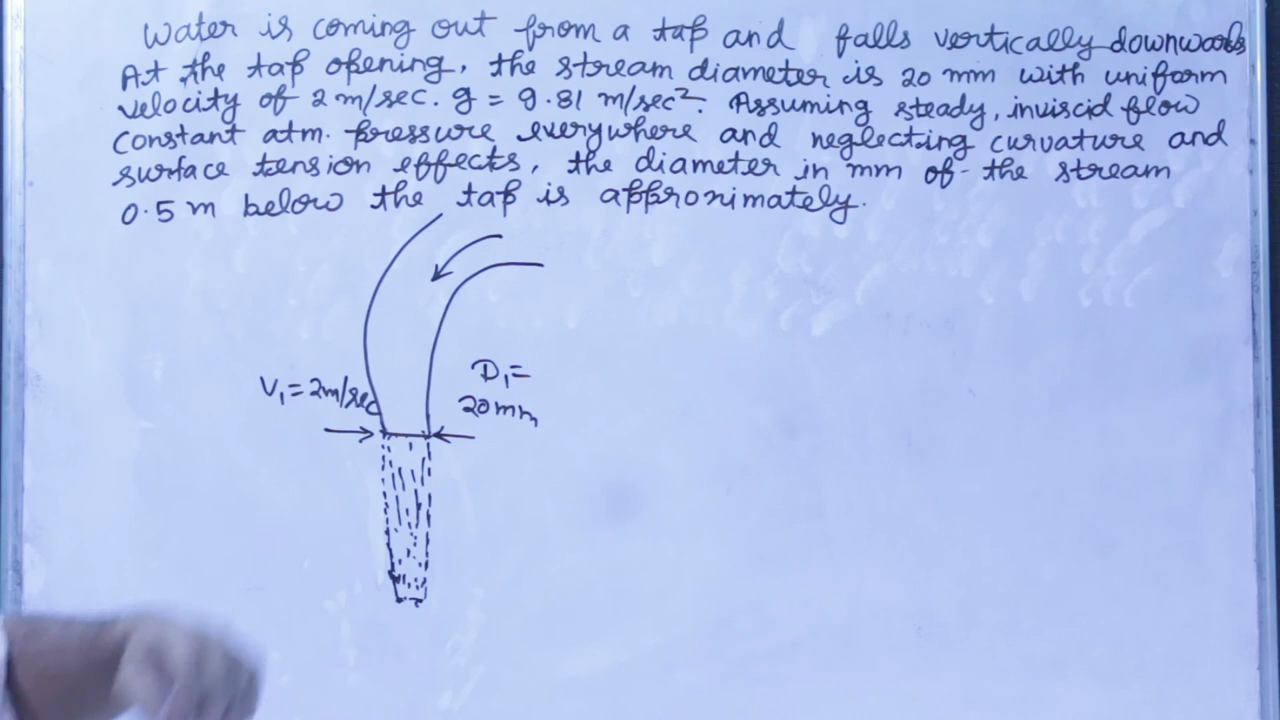 Water is coming out from a tap and falls vertically downwards
At the tap opening, the stream diameter is 20 mm with uniform
velocity of 2 m/sec. g = 9.81 m/sec². Assuming steady, inviscid flow
constant atm. pressure everywhere and neglecting curvature and
surface tension effects, the diameter in mm of the stream
0.5 m below the tap is approximately.
V₁ = 2m/sec
D₁ =
20mm